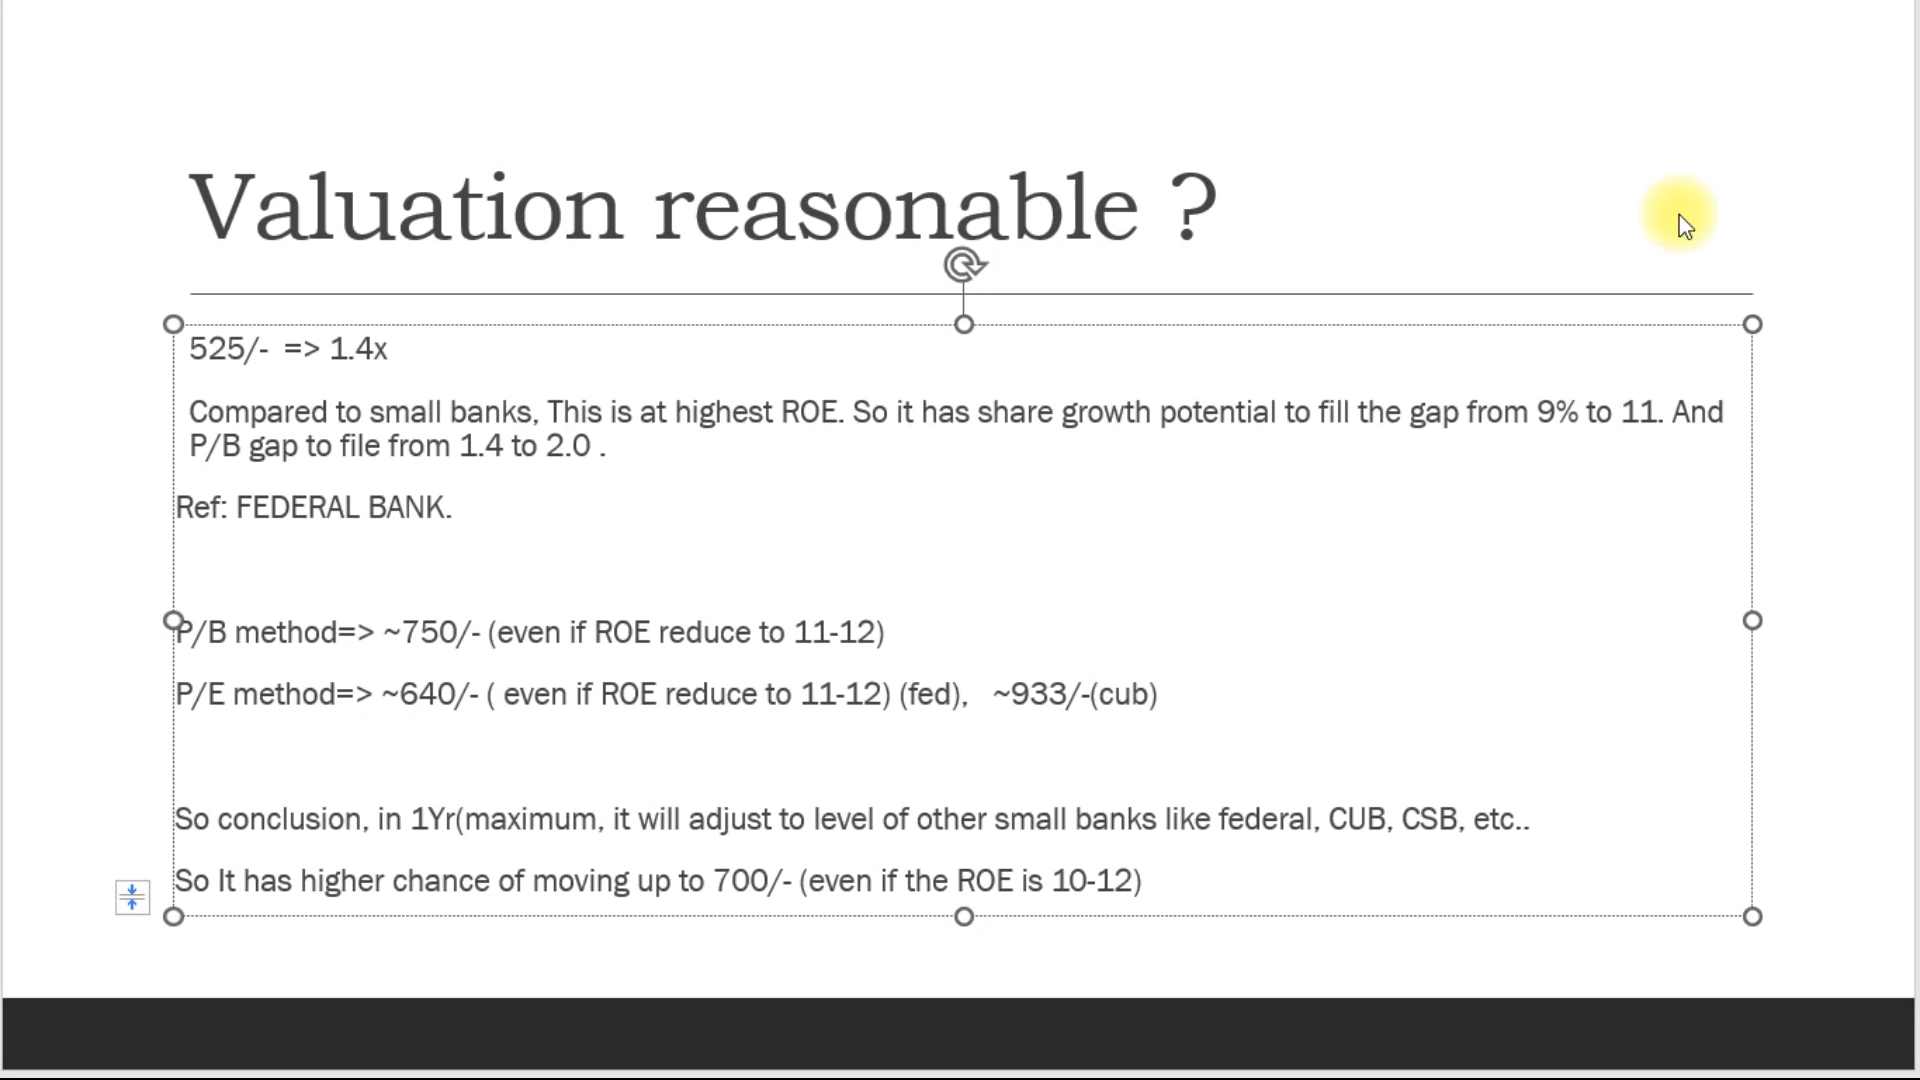 Valuation reasonable ?
525/-  => 1.4x
Compared to small banks, This is at highest ROE. So it has share growth potential to fill the gap from 9% to 11. And
P/B gap to file from 1.4 to 2.0 .
Ref: FEDERAL BANK.
P/B method=> ~750/- (even if ROE reduce to 11-12)
P/E method=> ~640/- ( even if ROE reduce to 11-12) (fed),   ~933/-(cub)
So conclusion, in 1Yr(maximum, it will adjust to level of other small banks like federal, CUB, CSB, etc..
So It has higher chance of moving up to 700/- (even if the ROE is 10-12)